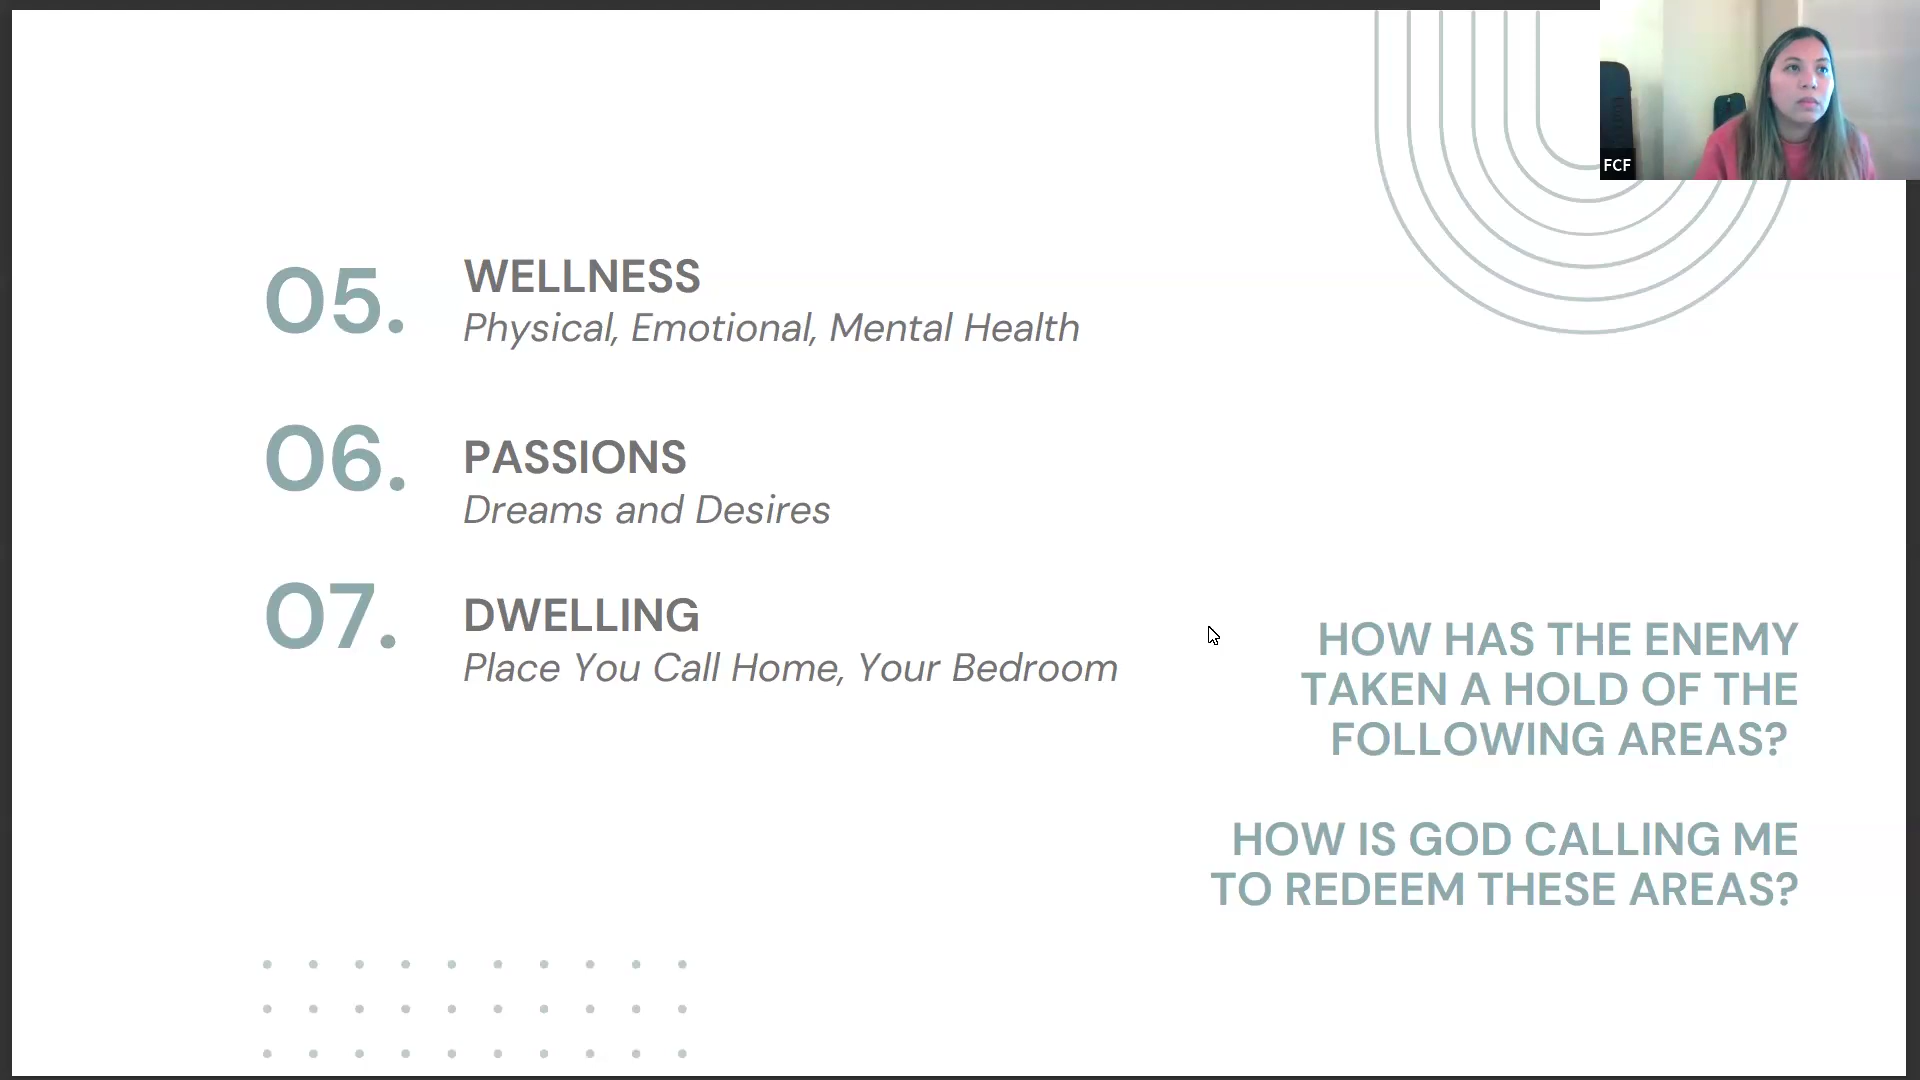 FCF
05.
WELLNESS
Physical, Emotional, Mental Health
06.
PASSIONS
Dreams and Desires
07.
DWELLING
Place You Call Home, Your Bedroom
HOW HAS THE ENEMY
TAKEN A HOLD OF THE
FOLLOWING AREAS?
HOW IS GOD CALLING ME
TO REDEEM THESE AREAS?